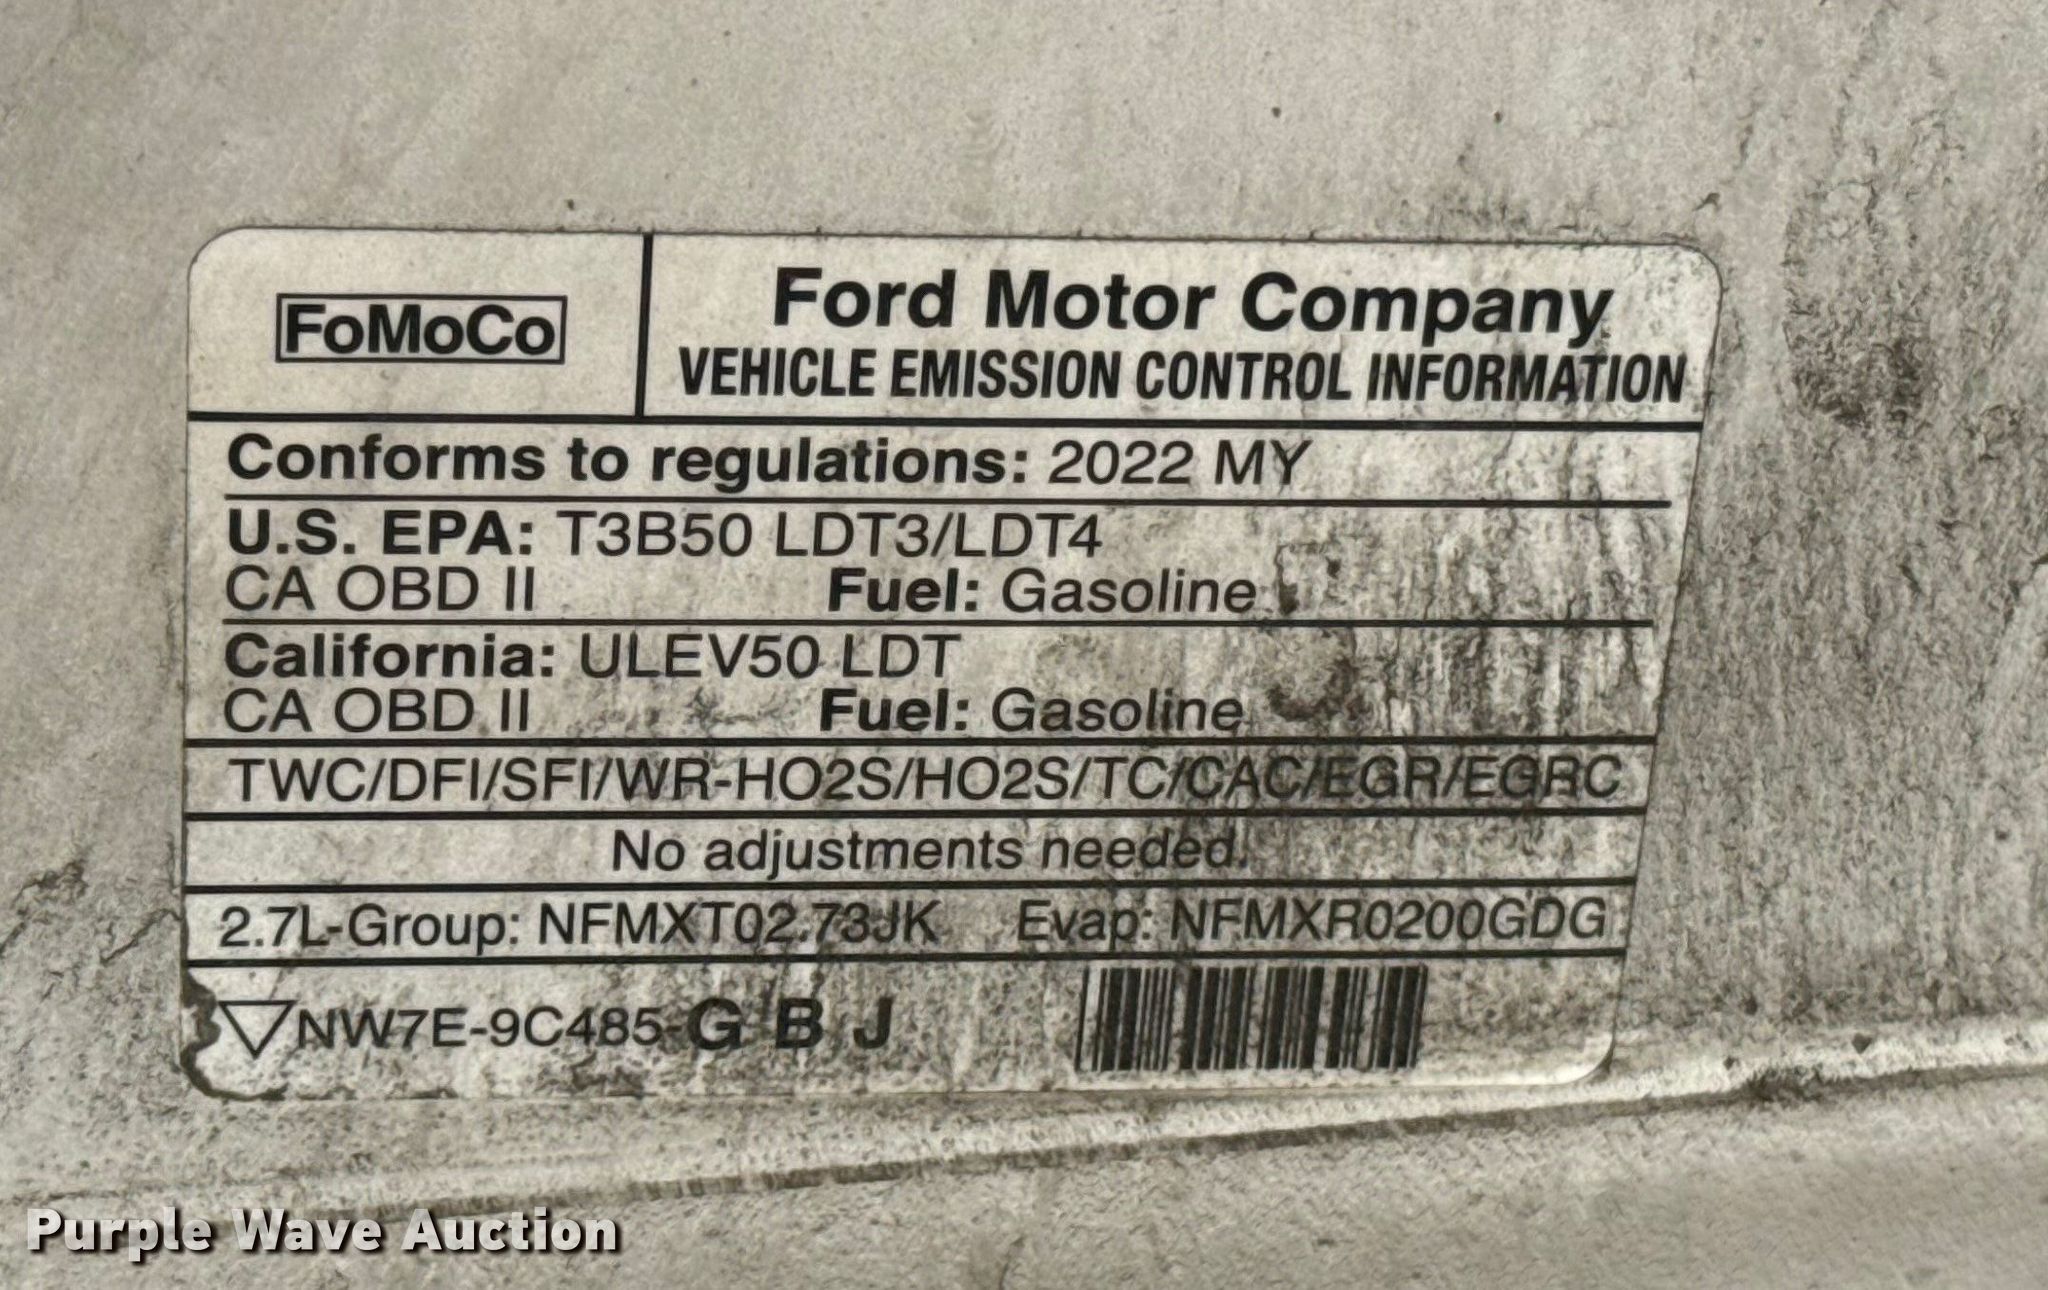 FoMoCo
Ford Motor Company
VEHICLE EMISSION CONTROL INFORMATION
Conforms to regulations: 2022 MY
U.S. EPA: T3B50 LDT3/LDT4
CA OBD II Fuel: Gasoline
California: ULEV50 LDT
CA OBD II Fuel: Gasoline
TWC/DFI/SFI/WR-HO2S/HO2S/TC/CAC/EGR/EGRC
No adjustments needed.
2.7L-Group: NFMXT02.73JK Evap: NFMXR0200GDG
NW7E-9C485-G B J
Purple Wave Auction